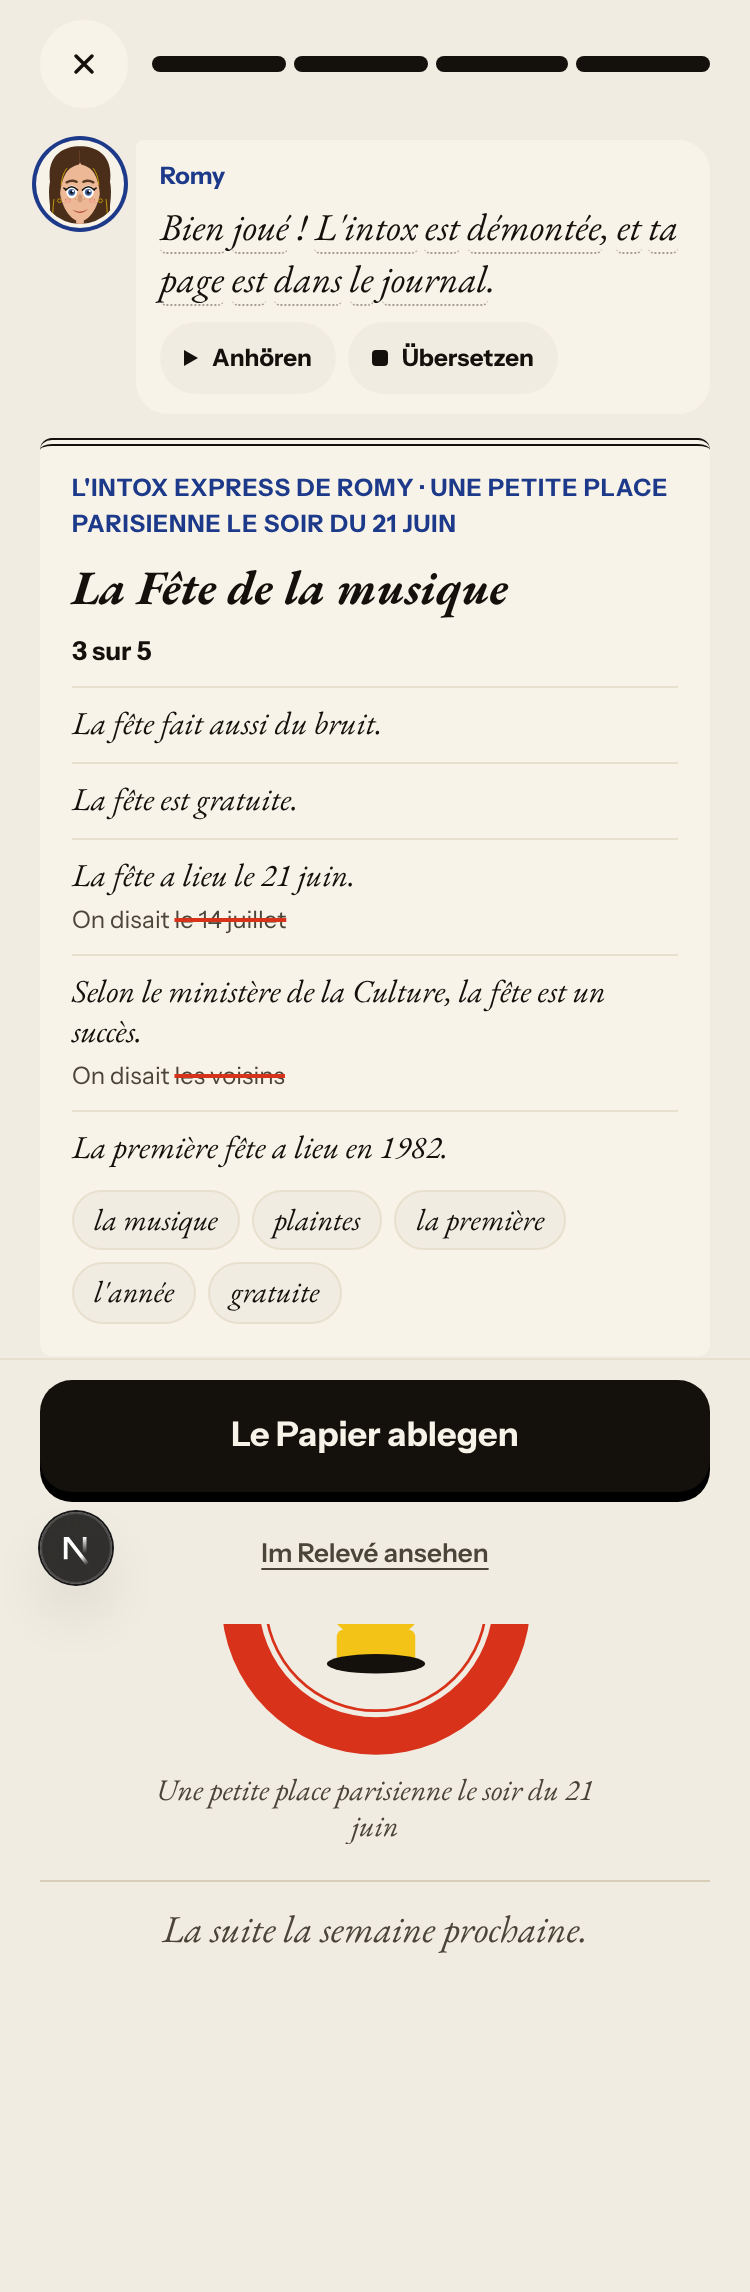 Romy
Bien joué ! L'intox est démontée, et ta
page est dans le journal.
Anhören
Übersetzen
L'INTOX EXPRESS DE ROMY · UNE PETITE PLACE
PARISIENNE LE SOIR DU 21 JUIN
La Fête de la musique
3 sur 5
La fête fait aussi du bruit.
La fête est gratuite.
La fête a lieu le 21 juin.
On disait le 14 juillet
Selon le ministère de la Culture, la fête est un
succès.
On disait les voisins
La première fête a lieu en 1982.
la musique
plaintes
la première
l'année
gratuite
Le Papier ablegen
N
Im Relevé ansehen
Une petite place parisienne le soir du 21
juin
La suite la semaine prochaine.